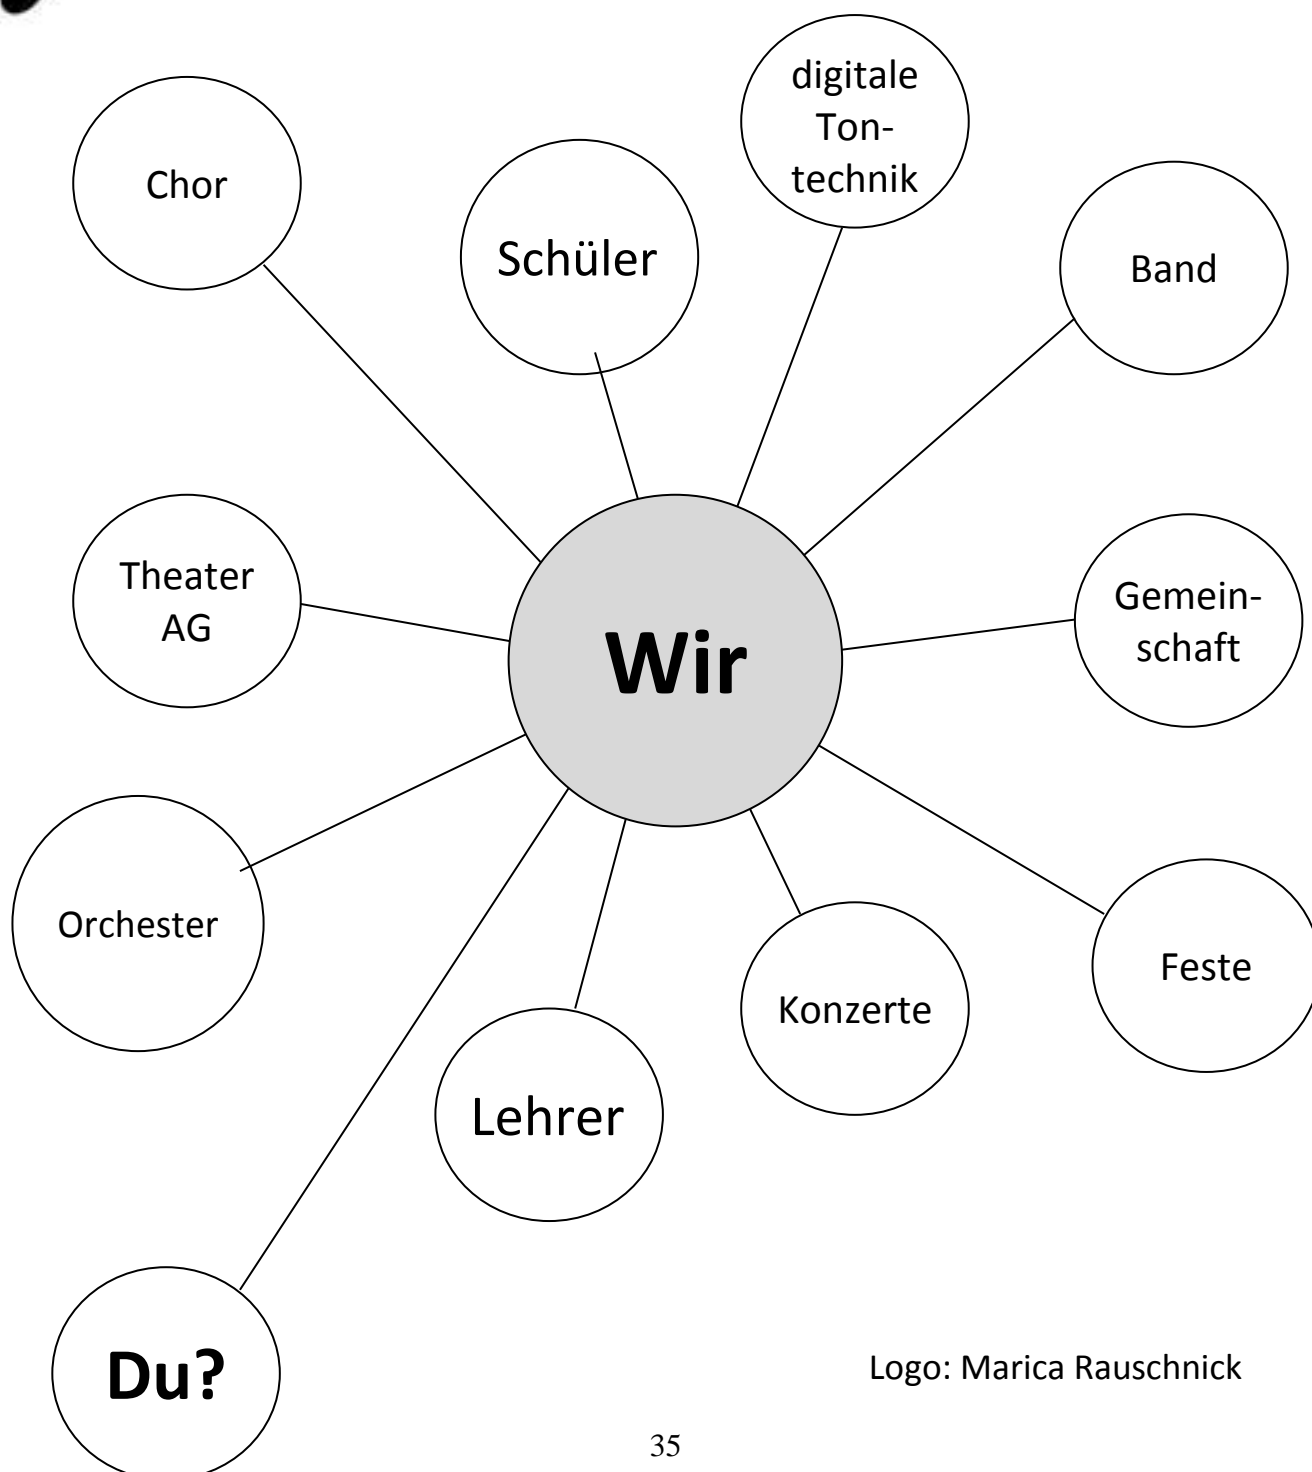 digitale
Ton-
technik
Chor
Schüler
Band
Theater
AG
Gemein-
schaft
Wir
Orchester
Feste
Konzerte
Lehrer
Du?
Logo: Marica Rauschnick
35